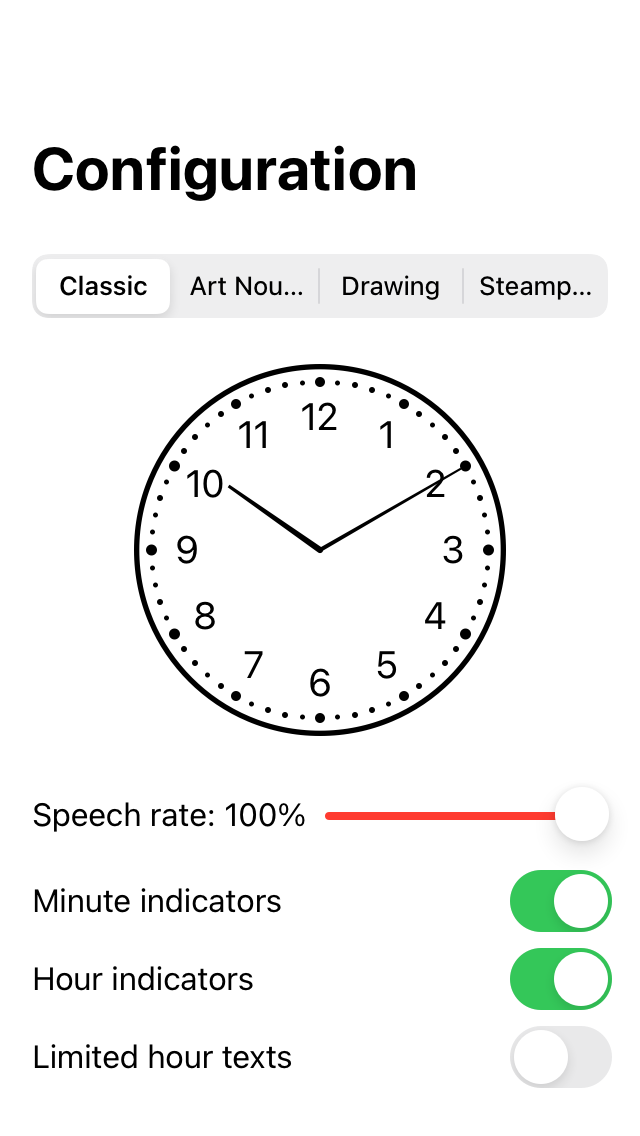 Configuration
Classic Art Nou... Drawing Steamp...
12
11 1
10 2
9 3
8 4
7 5
6
Speech rate: 100%
Minute indicators
Hour indicators
Limited hour texts